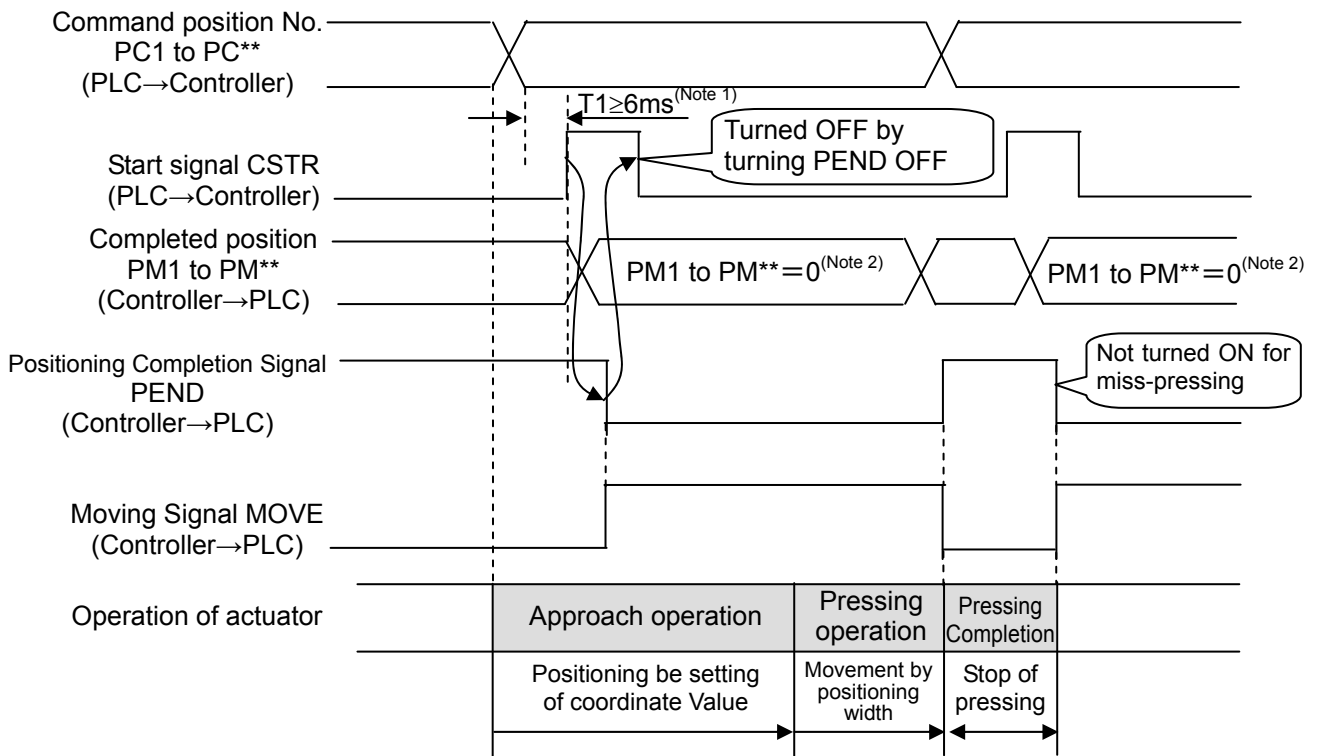 Command position No.
PC1 to PC**
(PLC→Controller)
T1≥6ms(Note 1)
Turned OFF by
turning PEND OFF
Start signal CSTR
(PLC→Controller)
Completed position
PM1 to PM**
(Controller→PLC)
PM1 to PM**=0(Note 2)
PM1 to PM**=0(Note 2)
Positioning Completion Signal
PEND
(Controller→PLC)
Not turned ON for
miss-pressing
Moving Signal MOVE
(Controller→PLC)
Operation of actuator
Approach operation
Pressing
operation
Pressing
Completion
Positioning be setting
of coordinate Value
Movement by
positioning
width
Stop of
pressing